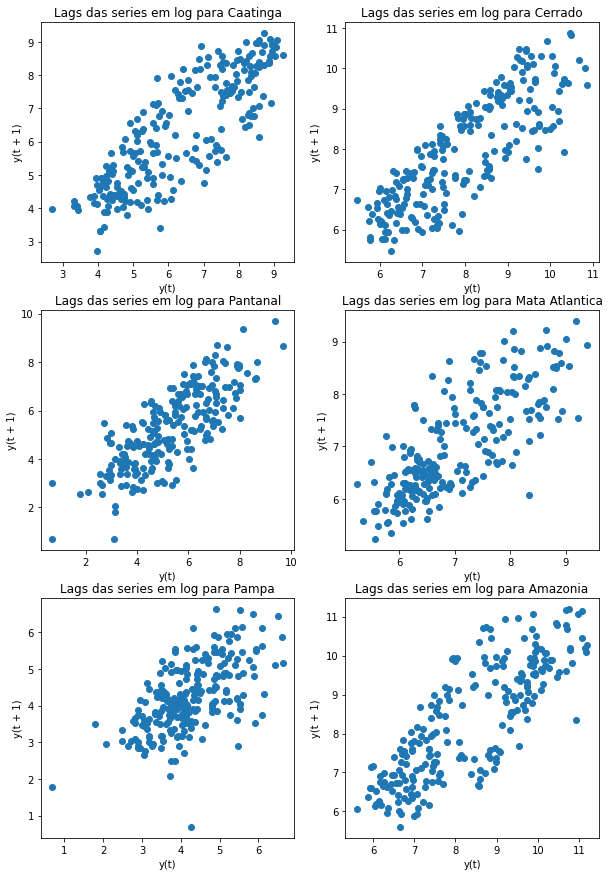 Lags das series em log para Caatinga
y(t + 1)
9
8
7
6
5
4
3
3 4 5 6 7 8 9
y(t)
Lags das series em log para Cerrado
y(t + 1)
11
10
9
8
7
6
6 7 8 9 10 11
y(t)
Lags das series em log para Pantanal
y(t + 1)
10
8
6
4
2
2 4 6 8 10
y(t)
Lags das series em log para Mata Atlantica
y(t + 1)
9
8
7
6
6 7 8 9
y(t)
Lags das series em log para Pampa
y(t + 1)
6
5
4
3
2
1
1 2 3 4 5 6
y(t)
Lags das series em log para Amazonia
y(t + 1)
11
10
9
8
7
6
6 7 8 9 10 11
y(t)